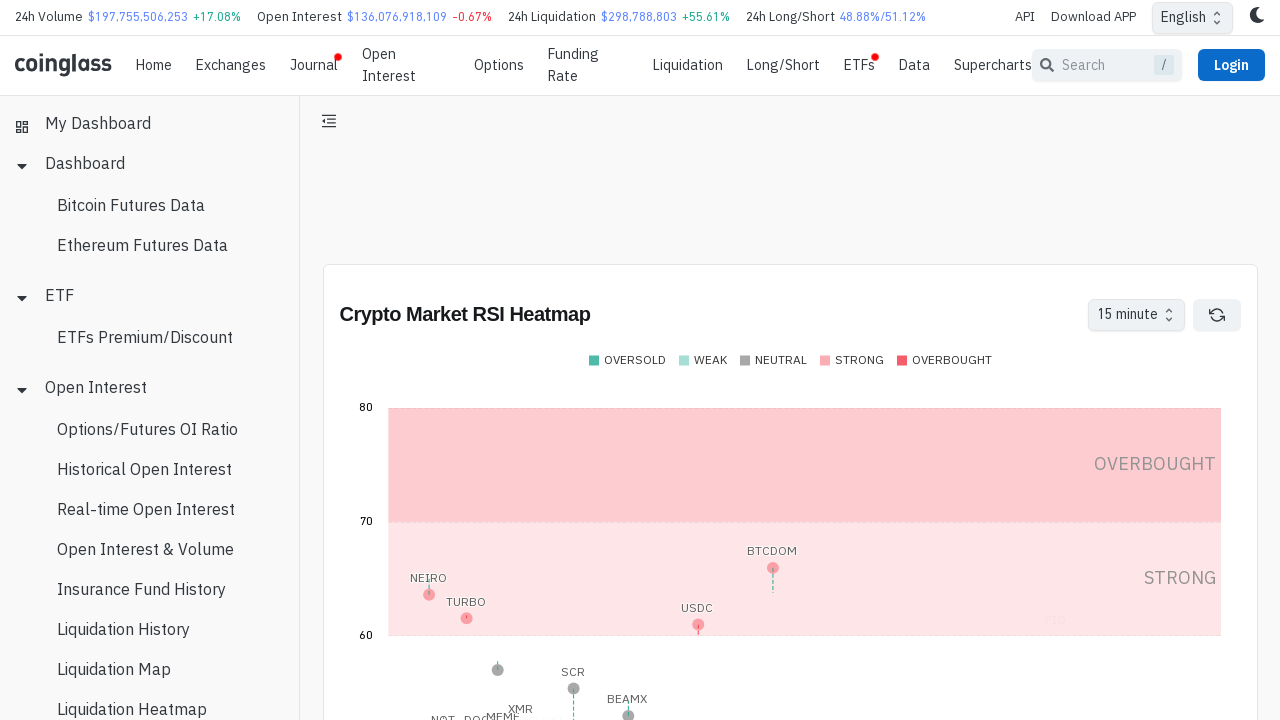 24h Volume $197,755,506,253 +17.08% Open Interest $136,076,918,109 -0.67% 24h Liquidation $298,788,803 +55.61% 24h Long/Short 48.88%/51.12% API Download APP English
coinglass Home Exchanges Journal Open Interest Options Funding Rate Liquidation Long/Short ETFs Data Supercharts Search / Login
My Dashboard
Dashboard
Bitcoin Futures Data
Ethereum Futures Data
ETF
ETFs Premium/Discount
Open Interest
Options/Futures OI Ratio
Historical Open Interest
Real-time Open Interest
Open Interest & Volume
Insurance Fund History
Liquidation History
Liquidation Map
Liquidation Heatmap
Crypto Market RSI Heatmap 15 minute
OVERSOLD WEAK NEUTRAL STRONG OVERBOUGHT
80
OVERBOUGHT
70
BTCDOM
NEIRO STRONG
TURBO
USDC
60
SCR
BEAMX
XMR
MEME